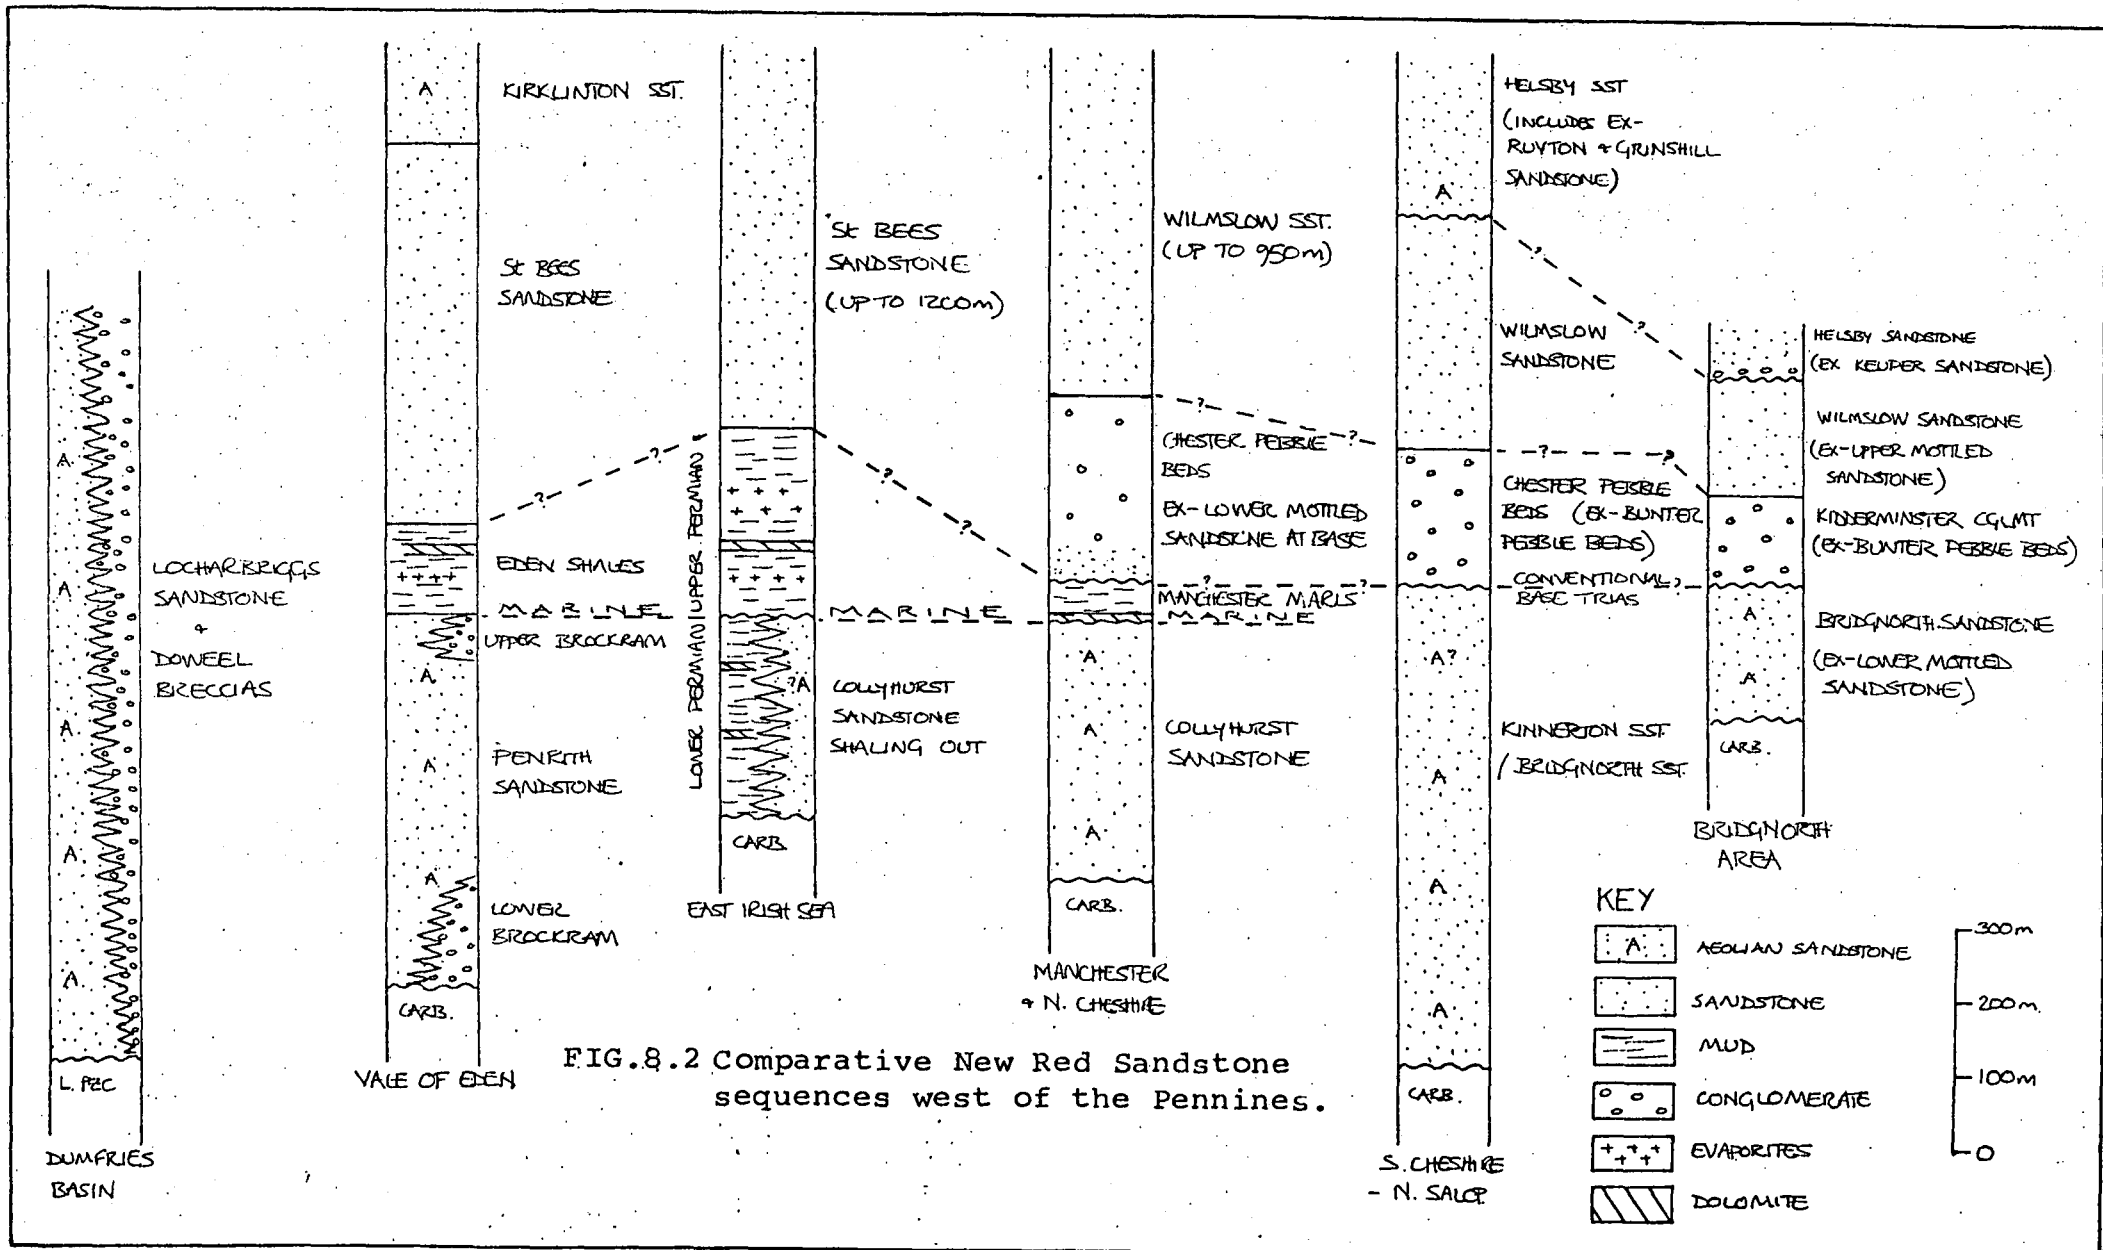 LOCHARBRIGGS
SANDSTONE
+
DOWEEL
BRECCIAS
A
A
A
A
A
L. PZC
DUMFRIES
BASIN
A
KIRKLINTON SST.
St BEES
SANDSTONE
EDEN SHALES
MARINE
UPPER BROCKRAM
A
PENRITH
SANDSTONE
A
A
LOWER
BROCKRAM
CARB.
VALE OF EDEN
?
?
LOWER PERMIAN | UPPER PERMIAN
St BEES
SANDSTONE
(UP TO 1200m)
MARINE
?A
COLLYHURST
SANDSTONE
SHALING OUT
CARB.
EAST IRISH SEA
?
?
WILMSLOW SST.
(UP TO 950m)
CHESTER PEBBLE
BEDS
EX-LOWER MOTTLED
SANDSTONE AT BASE
? ?
MANCHESTER MARLS
MARINE
A
A
COLLYHURST
SANDSTONE
A
CARB.
MANCHESTER
+ N. CHESHIRE
? ?
HELSBY SST
(INCLUDES EX-
RUYTON + GRINSHILL
SANDSTONE)
A
WILMSLOW
SANDSTONE
CHESTER PEBBLE
BEDS (EX-BUNTER
PEBBLE BEDS)
CONVENTIONAL ?
BASE TRIAS
A?
KINNERTON SST.
/ BRIDGNORTH SST.
A
A
A
CARB.
S. CHESHIRE
- N. SALOP.
?
?
? ?
HELSBY SANDSTONE
(EX KEUPER SANDSTONE)
WILMSLOW SANDSTONE
(EX-UPPER MOTTLED
SANDSTONE)
KIDDERMINSTER CGLMT
(EX-BUNTER PEBBLE BEDS)
A
BRIDGNORTH SANDSTONE
(EX-LOWER MOTTLED
SANDSTONE)
A
CARB.
BRIDGNORTH
AREA
KEY
A AEOLIAN SANDSTONE
SANDSTONE
MUD
CONGLOMERATE
EVAPORITES
DOLOMITE
300m
200m
100m
0
FIG.8.2 Comparative New Red Sandstone
sequences west of the Pennines.